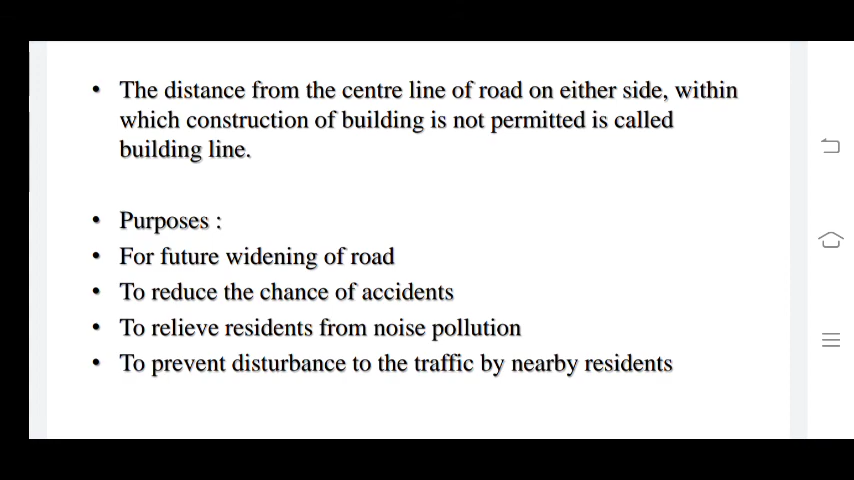 • The distance from the centre line of road on either side, within
which construction of building is not permitted is called
building line.
• Purposes :
• For future widening of road
• To reduce the chance of accidents
• To relieve residents from noise pollution
• To prevent disturbance to the traffic by nearby residents